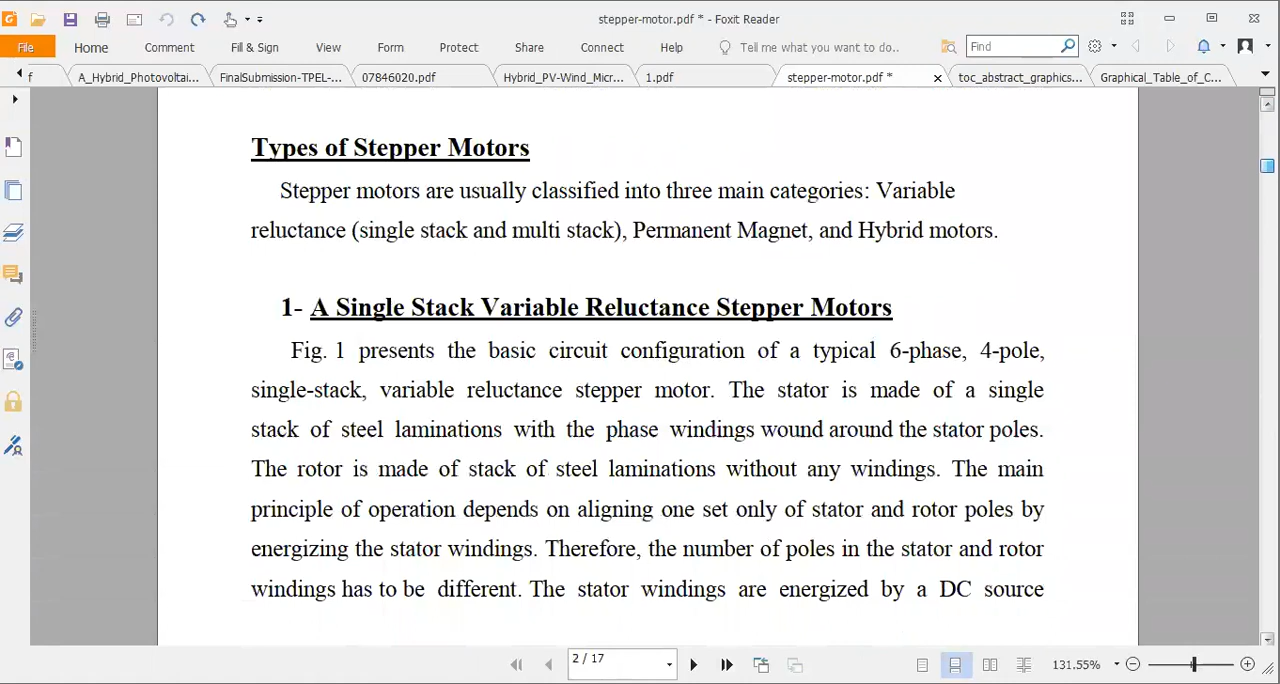 stepper-motor.pdf * - Foxit Reader
File Home Comment Fill & Sign View Form Protect Share Connect Help Tell me what you want to do.. Find
f A_Hybrid_Photovoltai... FinalSubmission-TPEL-... 07846020.pdf Hybrid_PV-Wind_Micr... 1.pdf stepper-motor.pdf * toc_abstract_graphics... Graphical_Table_of_C...
Types of Stepper Motors
Stepper motors are usually classified into three main categories: Variable
reluctance (single stack and multi stack), Permanent Magnet, and Hybrid motors.
1- A Single Stack Variable Reluctance Stepper Motors
Fig. 1 presents the basic circuit configuration of a typical 6-phase, 4-pole,
single-stack, variable reluctance stepper motor. The stator is made of a single
stack of steel laminations with the phase windings wound around the stator poles.
The rotor is made of stack of steel laminations without any windings. The main
principle of operation depends on aligning one set only of stator and rotor poles by
energizing the stator windings. Therefore, the number of poles in the stator and rotor
windings has to be different. The stator windings are energized by a DC source
2 / 17
131.55%